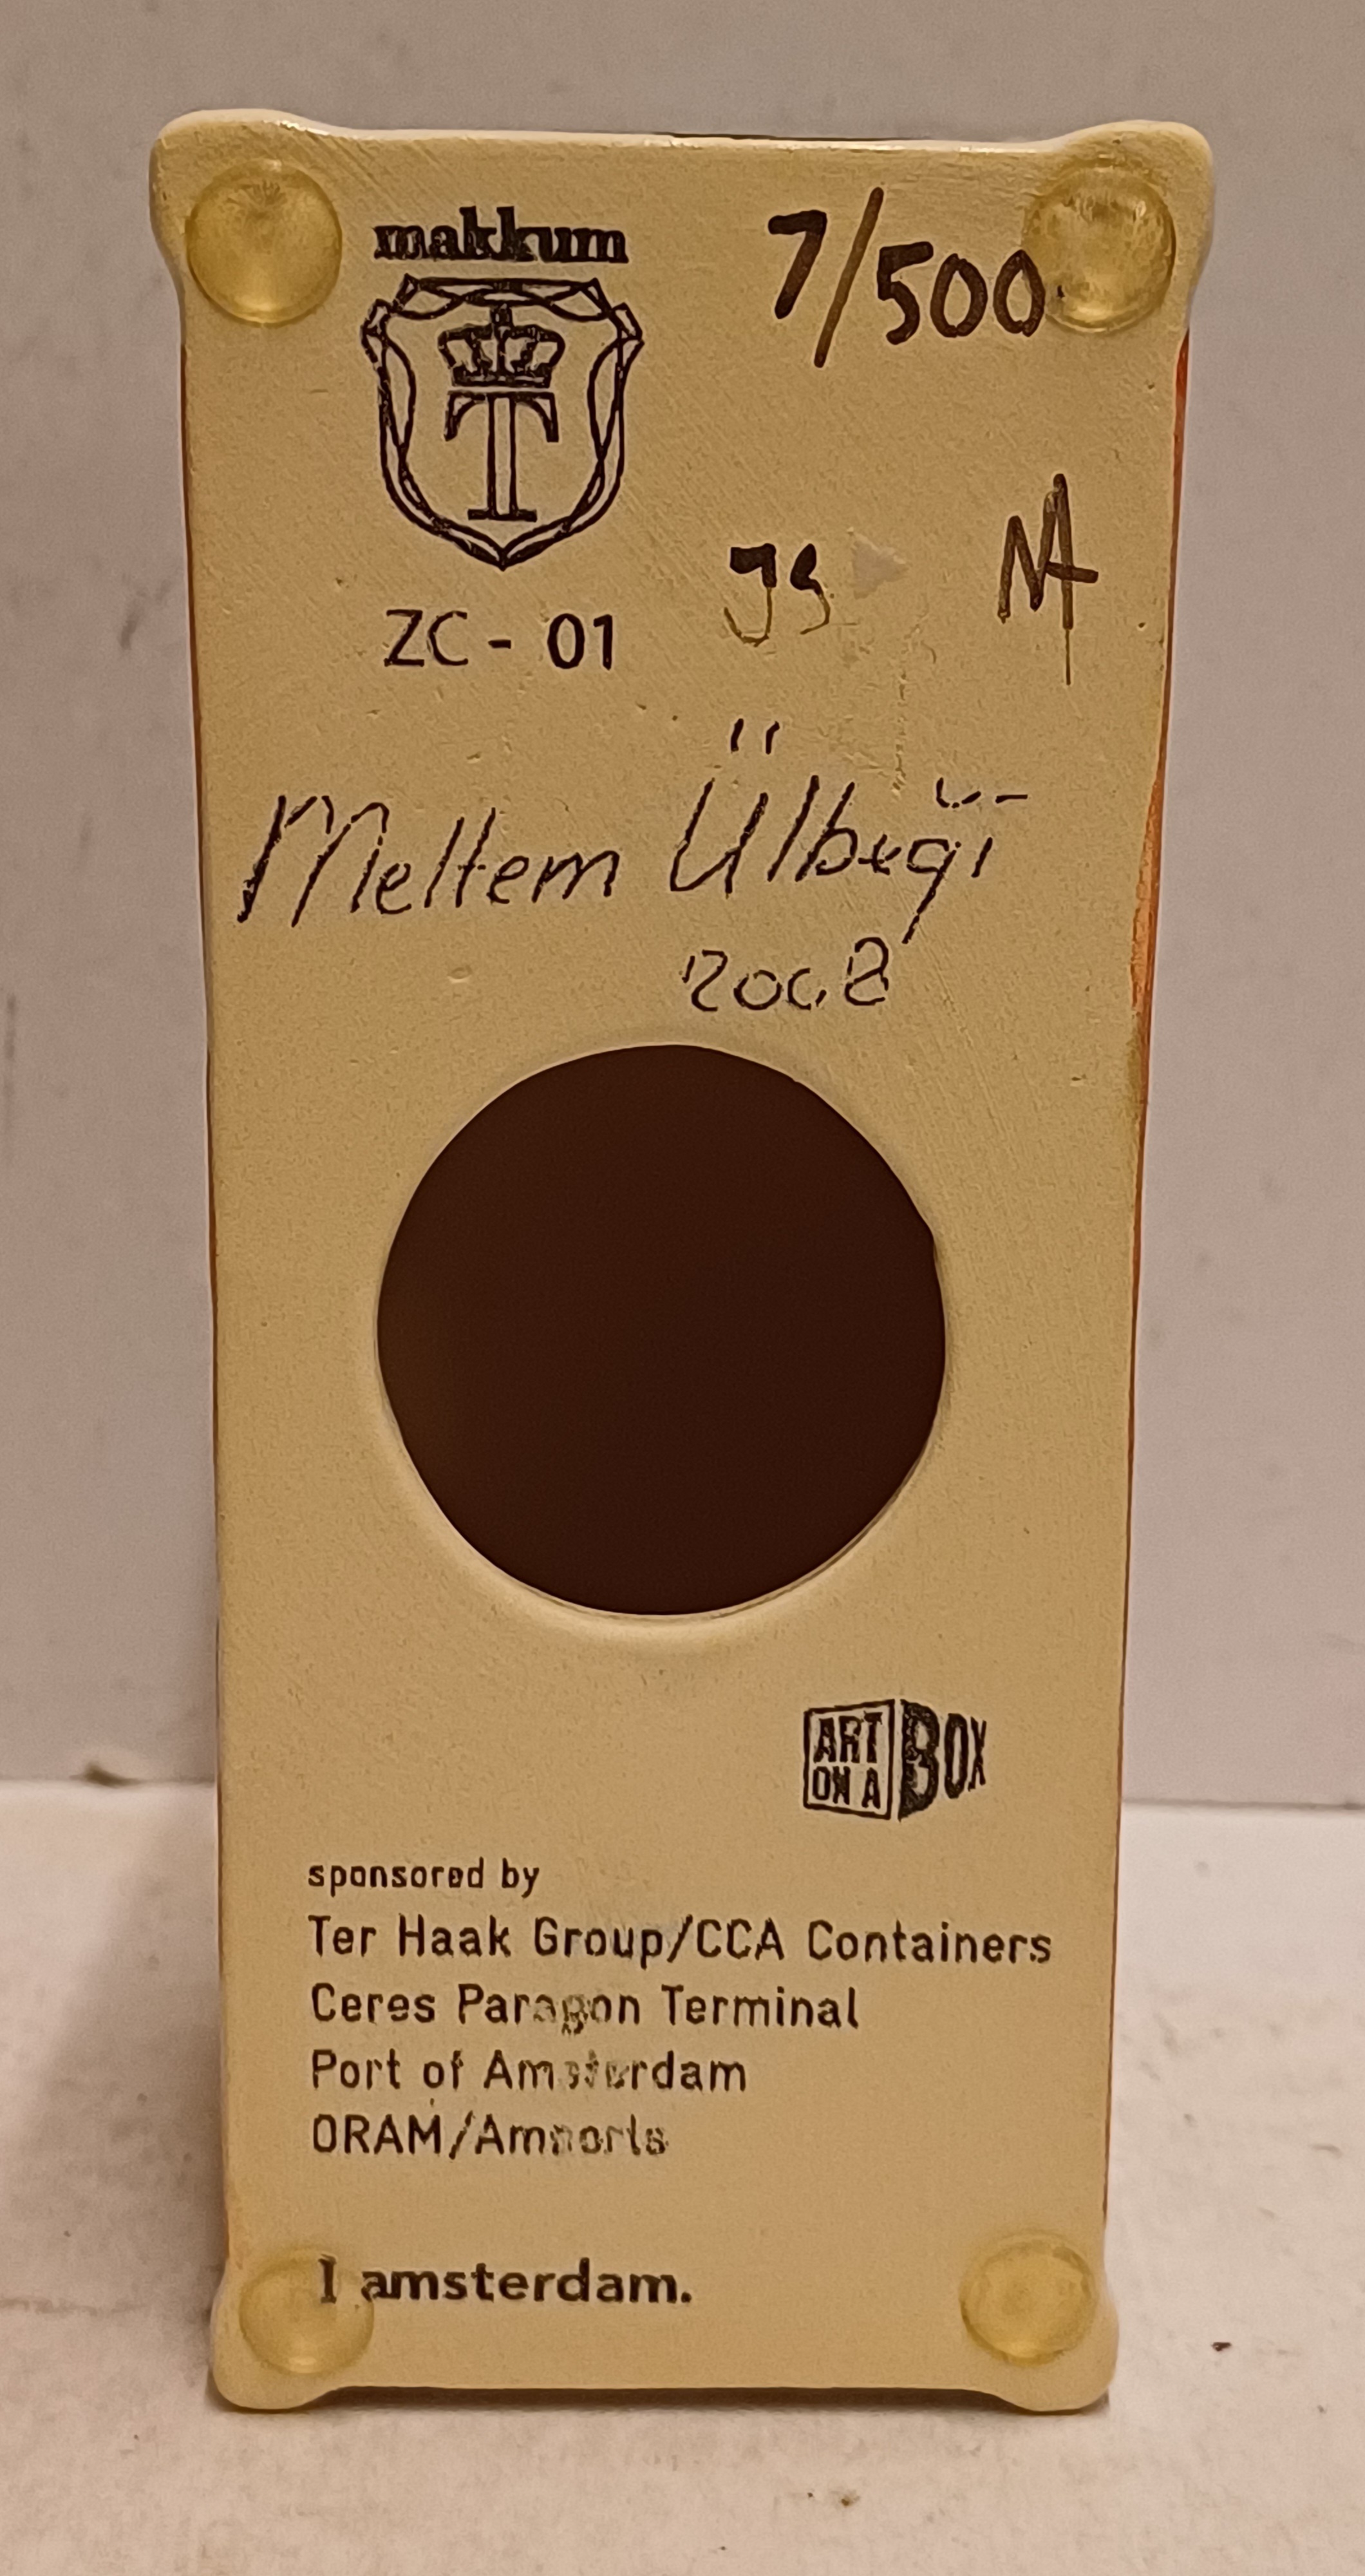 makkum
7/500
T
ZC - 01
Meltem Ülbeği
2008
ART
ON A
BOX
sponsored by
Ter Haak Group/CCA Containers
Ceres Paragon Terminal
Port of Amsterdam
ORAM/Amports
I amsterdam.